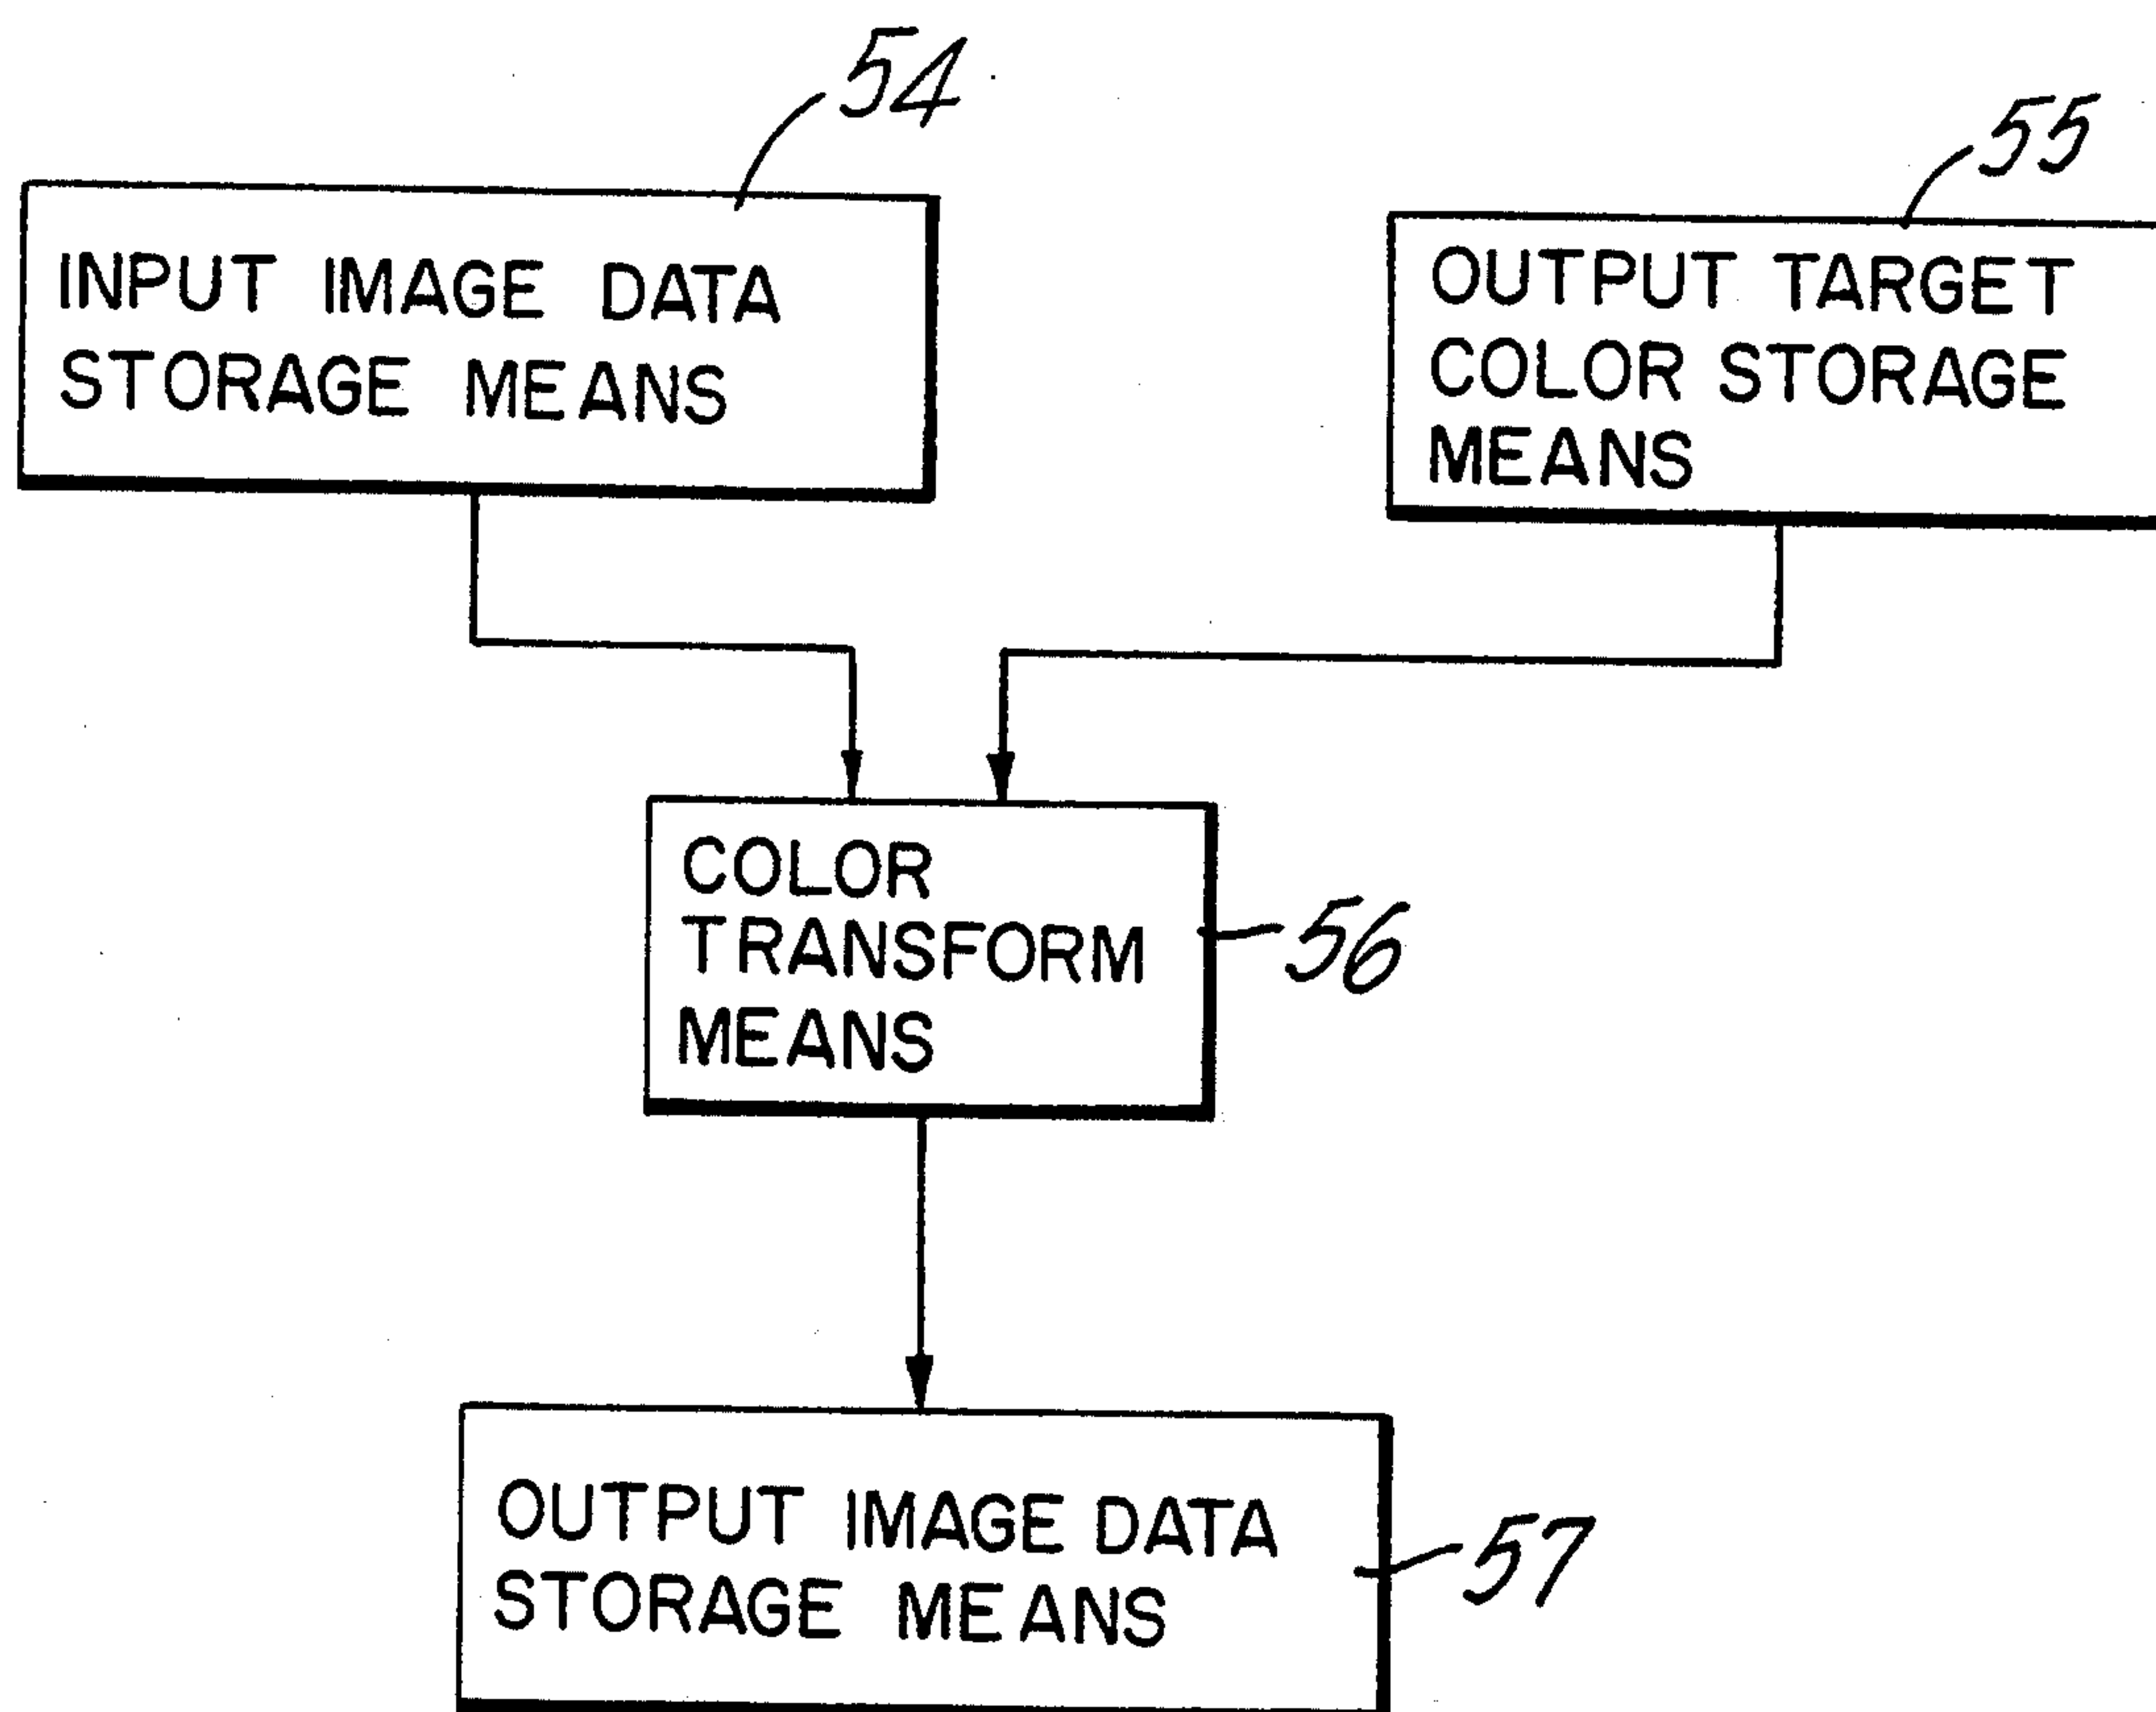 54
55
INPUT IMAGE DATA
STORAGE MEANS
OUTPUT TARGET
COLOR STORAGE
MEANS
COLOR
TRANSFORM
MEANS
56
OUTPUT IMAGE DATA
STORAGE MEANS
57